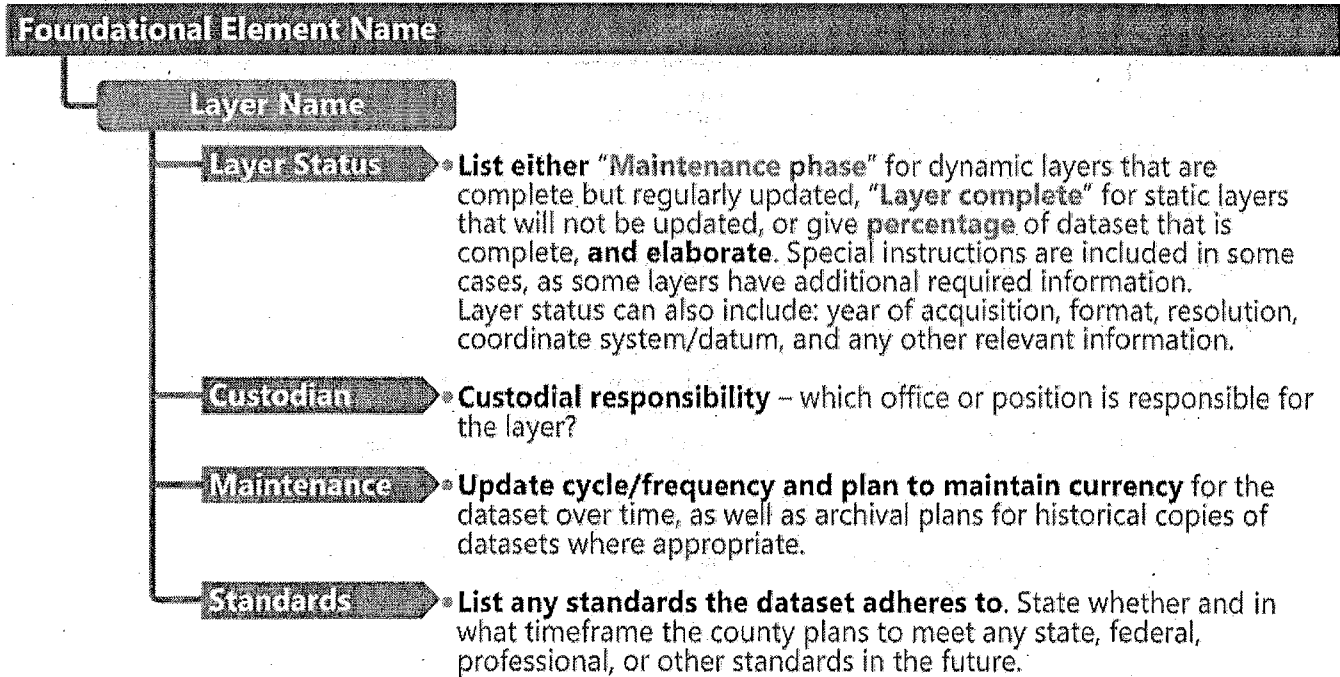 Foundational Element Name
Layer Name
Layer Status
• List either "Maintenance phase" for dynamic layers that are
complete but regularly updated, "Layer complete" for static layers
that will not be updated, or give percentage of dataset that is
complete, and elaborate. Special instructions are included in some
cases, as some layers have additional required information.
Layer status can also include: year of acquisition, format, resolution,
coordinate system/datum, and any other relevant information.
Custodian
• Custodial responsibility – which office or position is responsible for
the layer?
Maintenance
• Update cycle/frequency and plan to maintain currency for the
dataset over time, as well as archival plans for historical copies of
datasets where appropriate.
Standards
• List any standards the dataset adheres to. State whether and in
what timeframe the county plans to meet any state, federal,
professional, or other standards in the future.